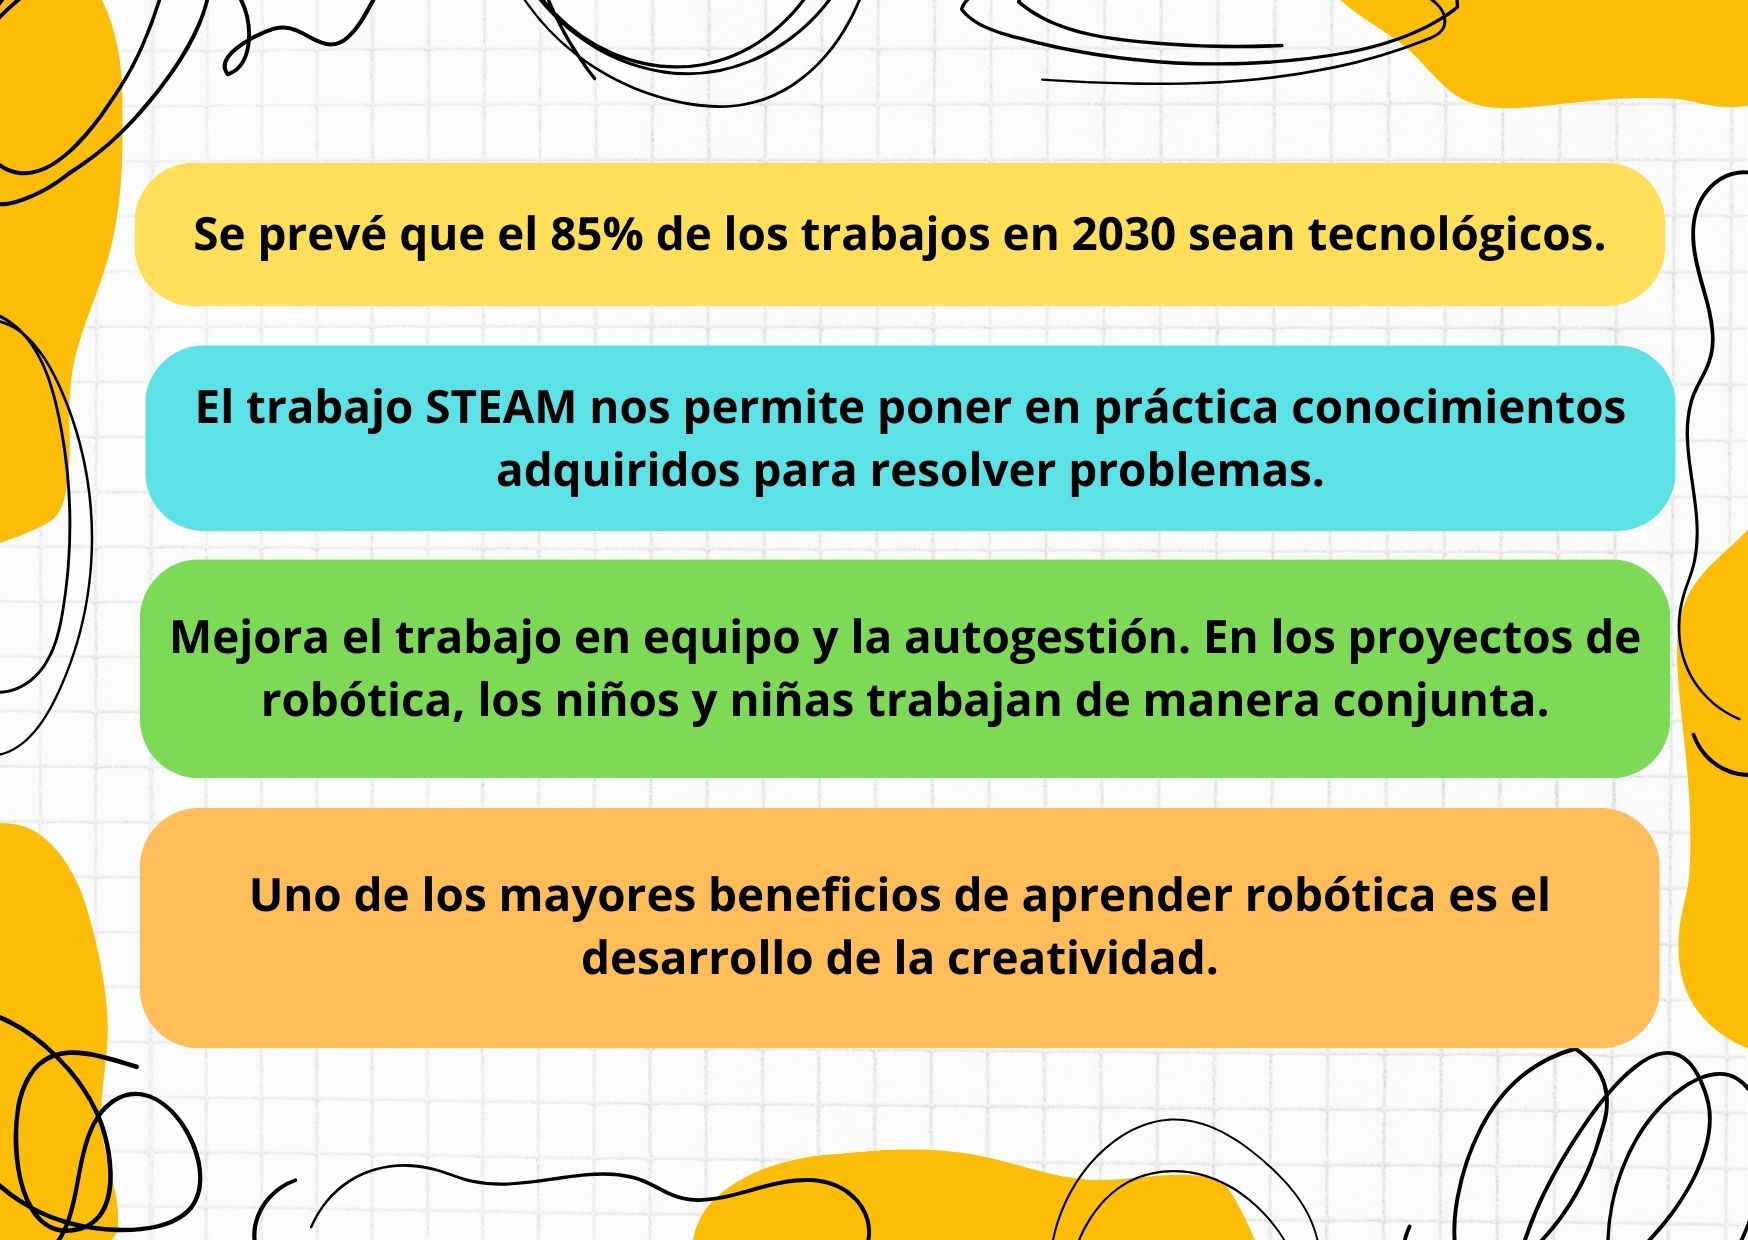 Se prevé que el 85% de los trabajos en 2030 sean tecnológicos.
El trabajo STEAM nos permite poner en práctica conocimientos
adquiridos para resolver problemas.
Mejora el trabajo en equipo y la autogestión. En los proyectos de
robótica, los niños y niñas trabajan de manera conjunta.
Uno de los mayores beneficios de aprender robótica es el
desarrollo de la creatividad.